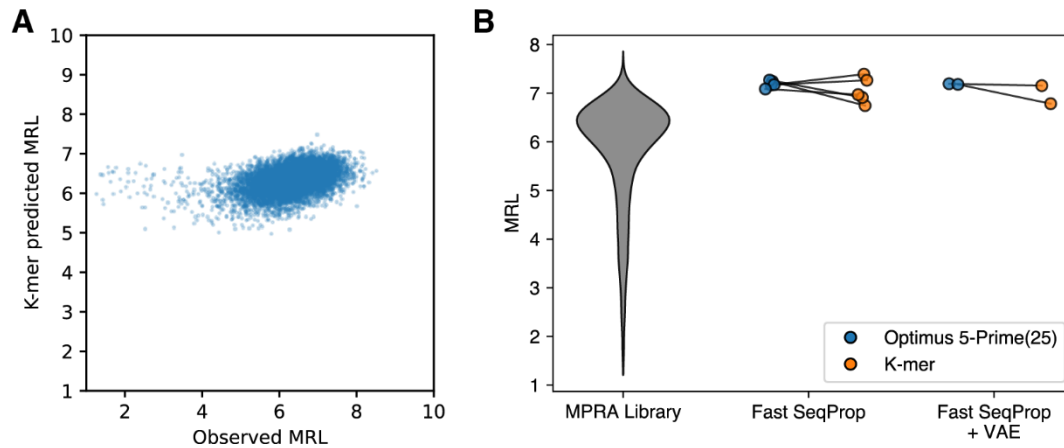 A
10
9
8
7
6
5
4
3
2
1
K-mer predicted MRL
2
4
6
8
10
Observed MRL
B
8
7
6
5
4
3
2
1
MRL
Optimus 5-Prime(25)
K-mer
MPRA Library
Fast SeqProp
Fast SeqProp
+ VAE